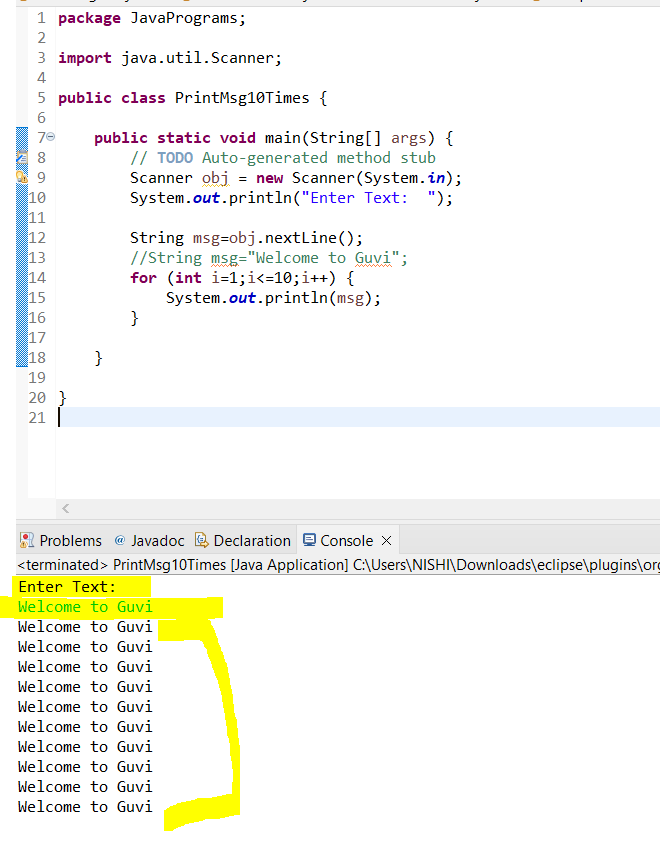 1 package JavaPrograms;
2
3 import java.util.Scanner;
4
5 public class PrintMsg10Times {
6
7 public static void main(String[] args) {
8 // TODO Auto-generated method stub
9 Scanner obj = new Scanner(System.in);
10 System.out.println("Enter Text:  ");
11
12 String msg=obj.nextLine();
13 //String msg="Welcome to Guvi";
14 for (int i=1;i<=10;i++) {
15 System.out.println(msg);
16 }
17
18 }
19
20 }
21
Problems @ Javadoc Declaration Console
<terminated> PrintMsg10Times [Java Application] C:\Users\NISHI\Downloads\eclipse\plugins\org
Enter Text:
Welcome to Guvi
Welcome to Guvi
Welcome to Guvi
Welcome to Guvi
Welcome to Guvi
Welcome to Guvi
Welcome to Guvi
Welcome to Guvi
Welcome to Guvi
Welcome to Guvi
Welcome to Guvi